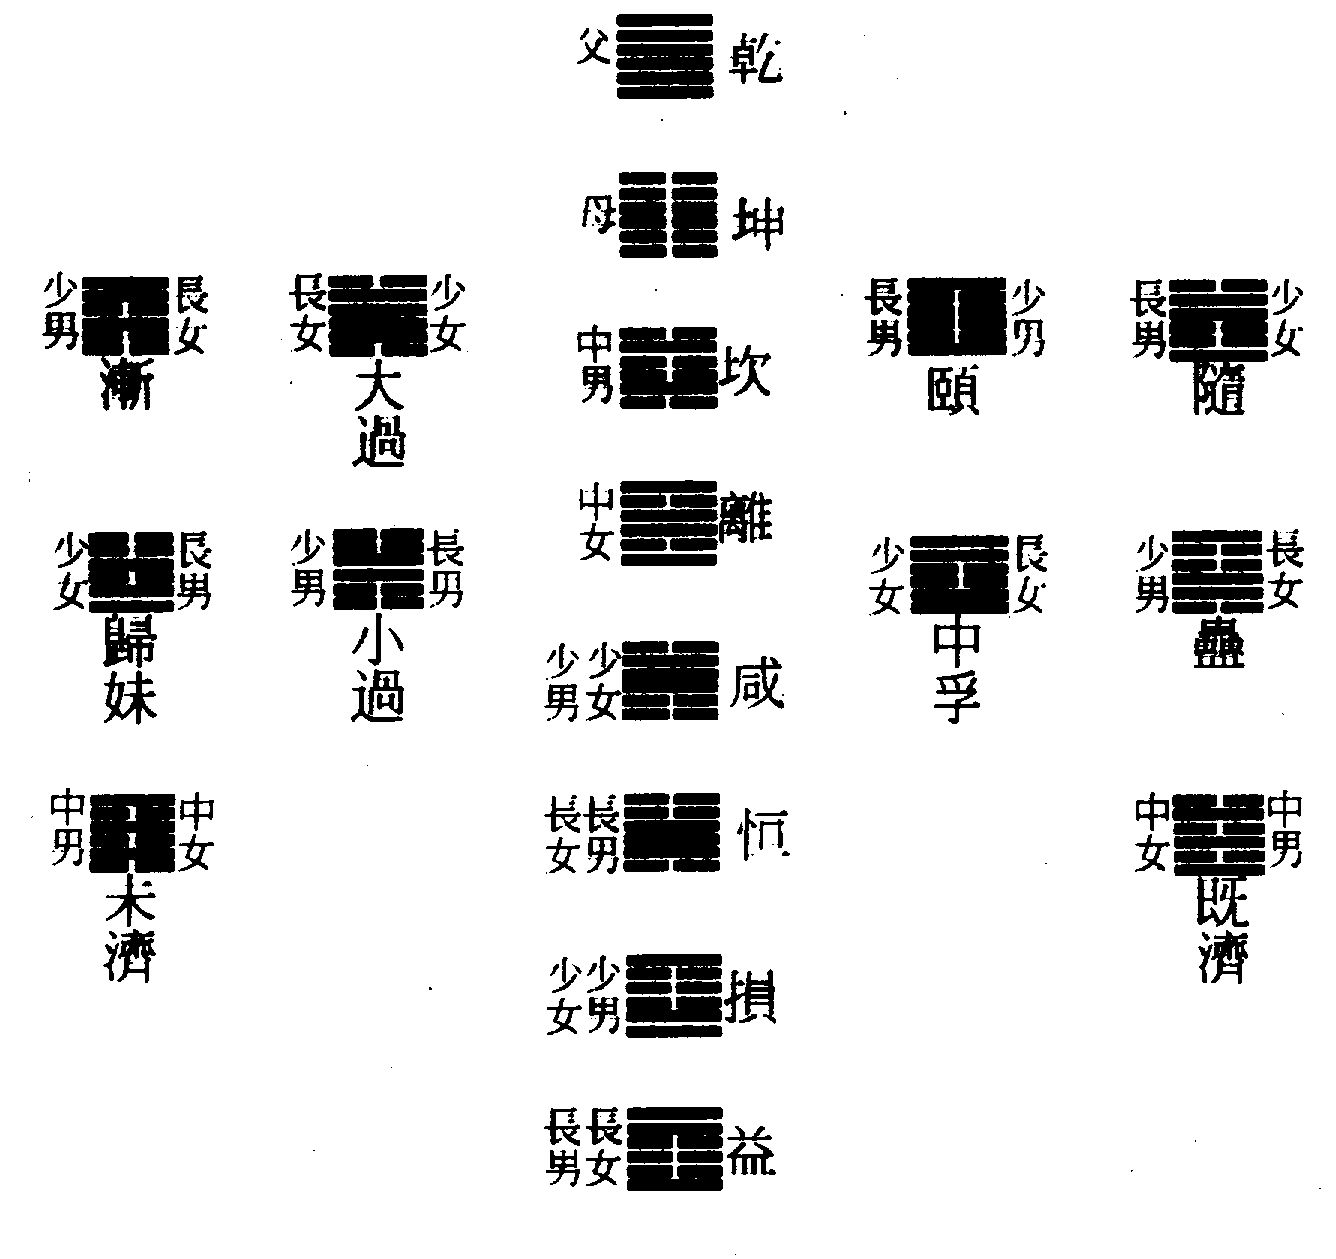 父 乾
母 坤
中男 坎
中女 離
少男 少女 咸
長女 長男 恒
少女 少男 損
長男 長女 益
少男 長女
漸
長女 少女
大過
長男 少男
頤
長男 少女
隨
少女 長男
歸妹
少男 長男
小過
少女 長女
中孚
少男 長女
蠱
中男 中女
未濟
中女 中男
既濟